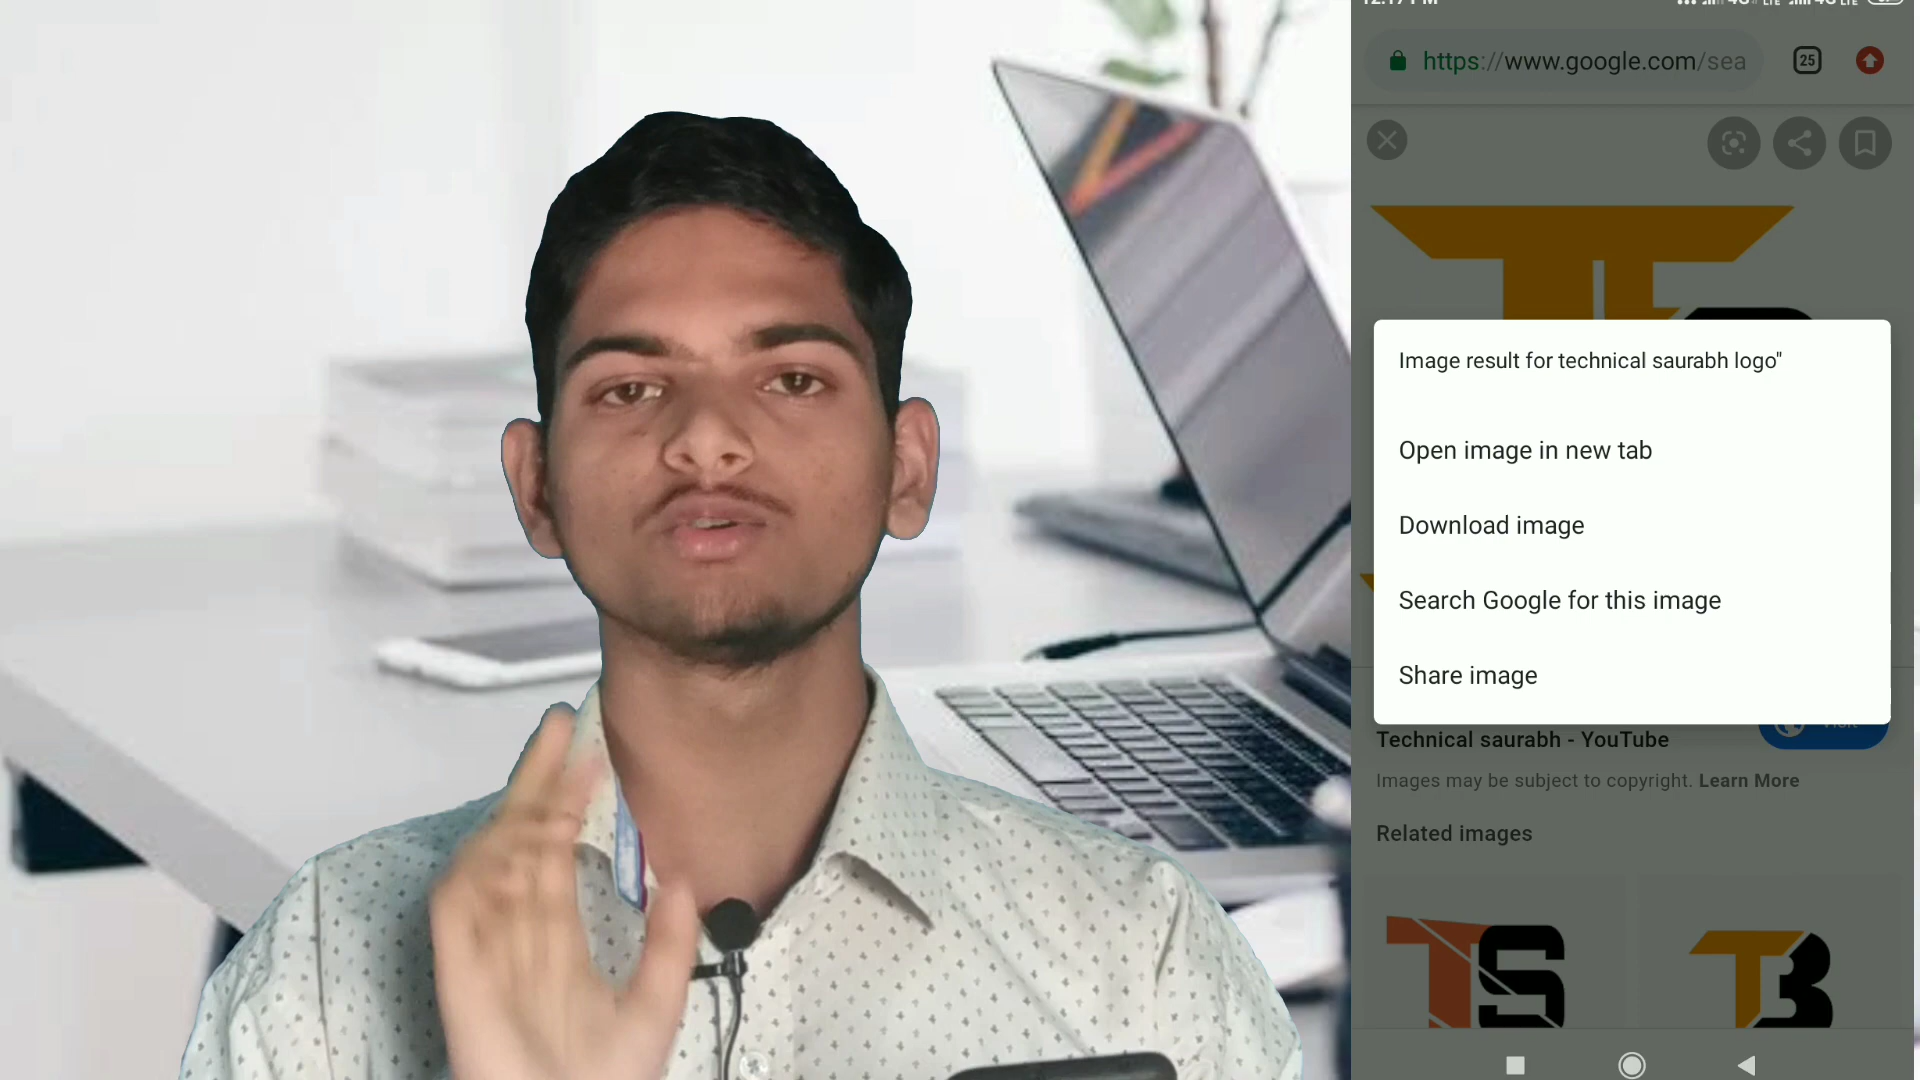 https://www.google.com/sea
25
Image result for technical saurabh logo"
Open image in new tab
Download image
Search Google for this image
Share image
Technical saurabh - YouTube
Images may be subject to copyright. Learn More
Related images
TS
TB